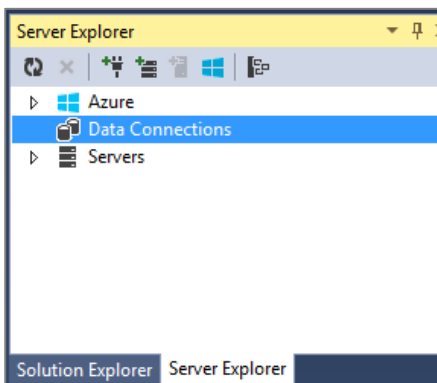 Server Explorer
Azure
Data Connections
Servers
Solution Explorer Server Explorer